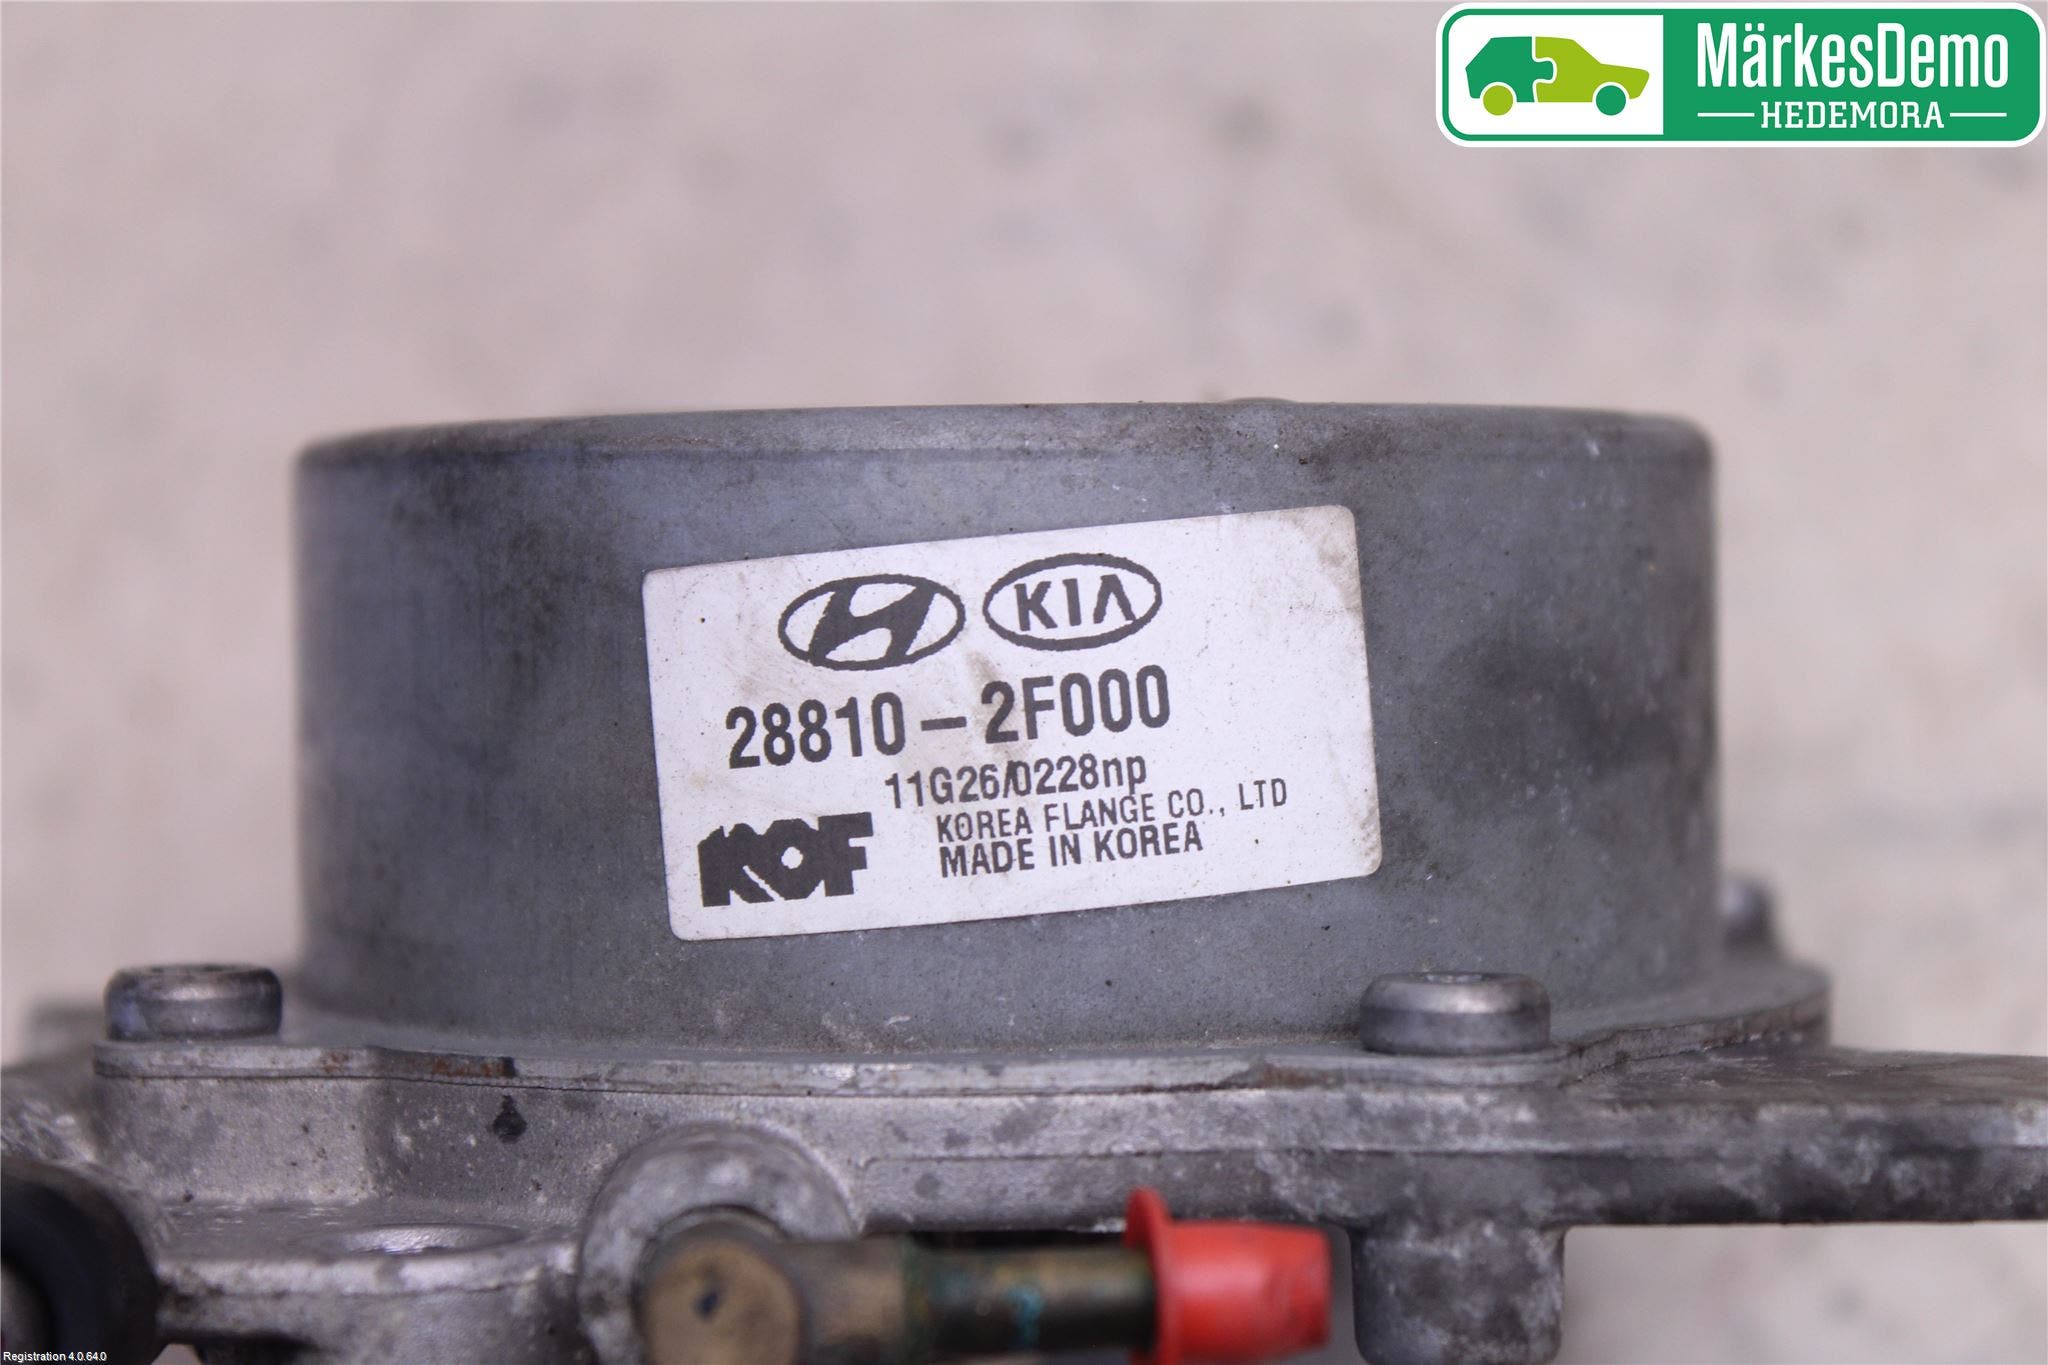 MärkesDemo
HEDEMORA
KIA
28810-2F000
11G26/0228np
KOREA FLANGE CO., LTD
KOF
MADE IN KOREA
Registration 4.0.64.0